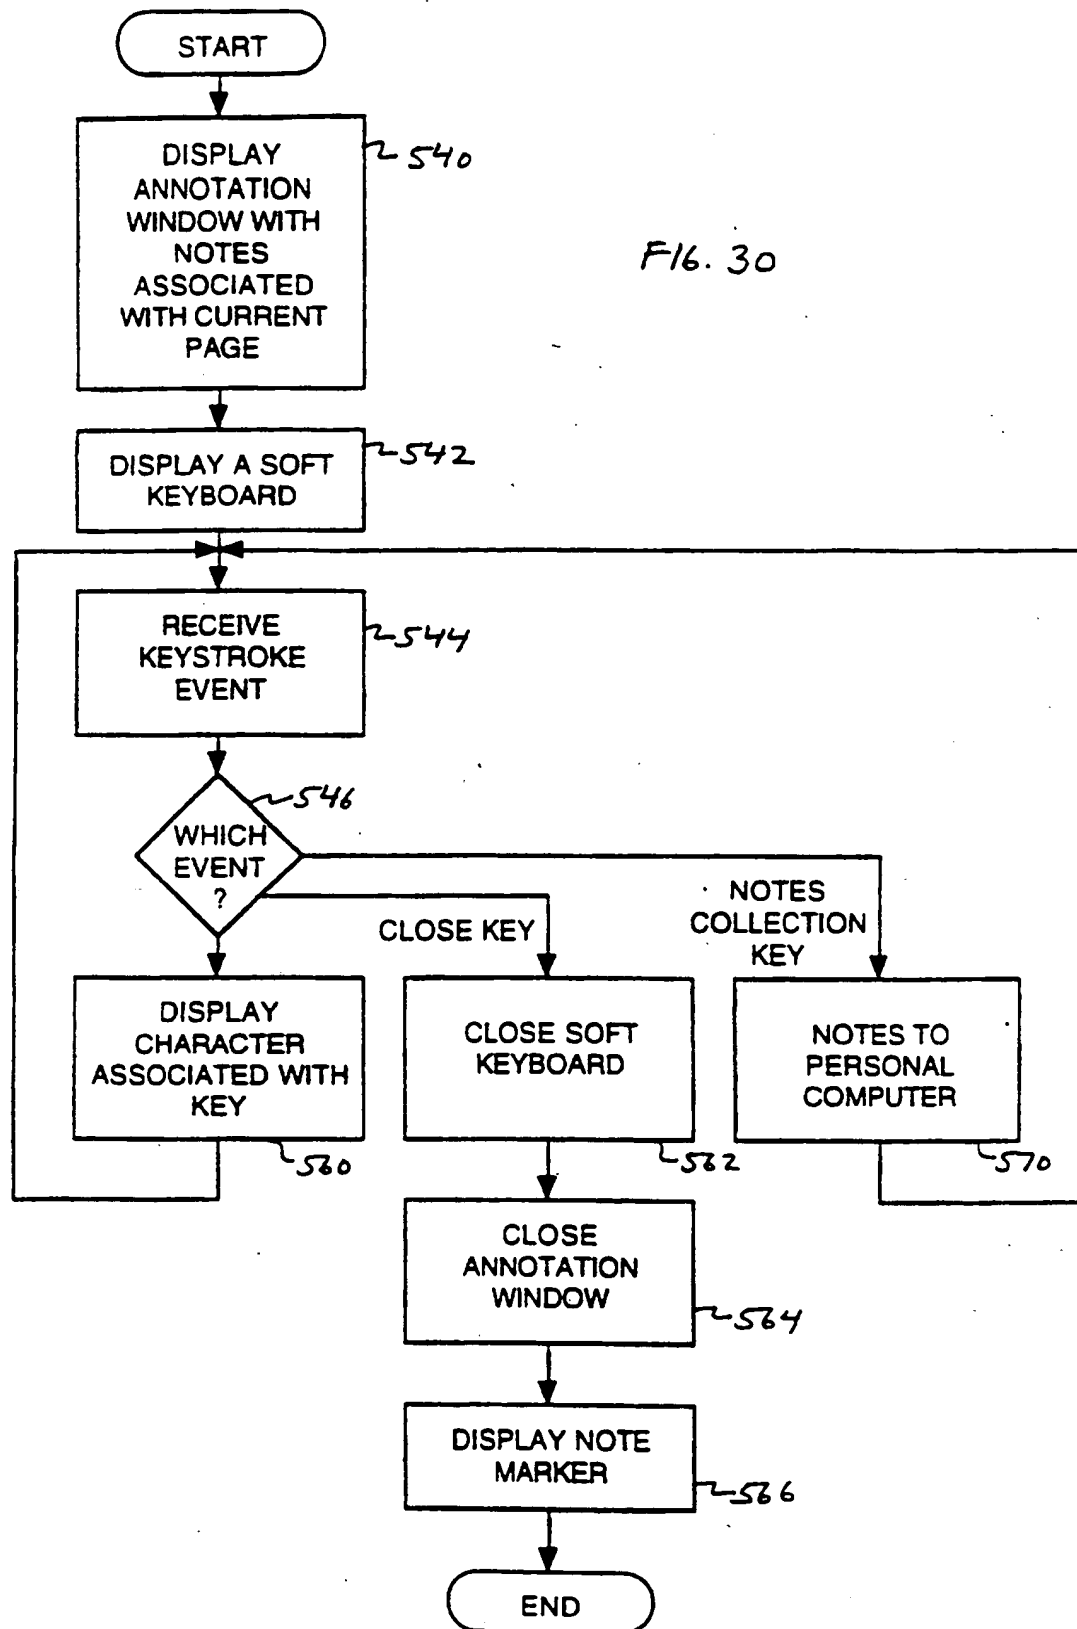 START
DISPLAY
ANNOTATION
WINDOW WITH
NOTES
ASSOCIATED
WITH CURRENT
PAGE
540
FIG. 30
DISPLAY A SOFT
KEYBOARD
542
RECEIVE
KEYSTROKE
EVENT
544
WHICH
EVENT
?
546
CLOSE KEY
NOTES
COLLECTION
KEY
DISPLAY
CHARACTER
ASSOCIATED WITH
KEY
560
CLOSE SOFT
KEYBOARD
562
NOTES TO
PERSONAL
COMPUTER
570
CLOSE
ANNOTATION
WINDOW
564
DISPLAY NOTE
MARKER
566
END